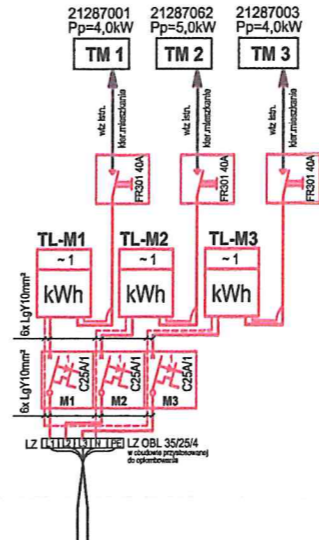 21287001 21287062 21287003
Pp=4,0kW Pp=5,0kW Pp=4,0kW
TM 1 TM 2 TM 3
wlz istn. wlz istn. wlz istn.
kier.mieszkanie kier.mieszkanie kier.mieszkanie
FR301 40A FR301 40A FR301 40A
TL-M1 TL-M2 TL-M3
~ 1 ~ 1 ~ 1
kWh kWh kWh
6x LgY10mm²
C25A/1 C25A/1 C25A/1
M1 M2 M3
6x LgY10mm²
LZ L1 L2 L3 N PE LZ OBL 35/25/4
w obudowie przystosowanej
do oplombowania